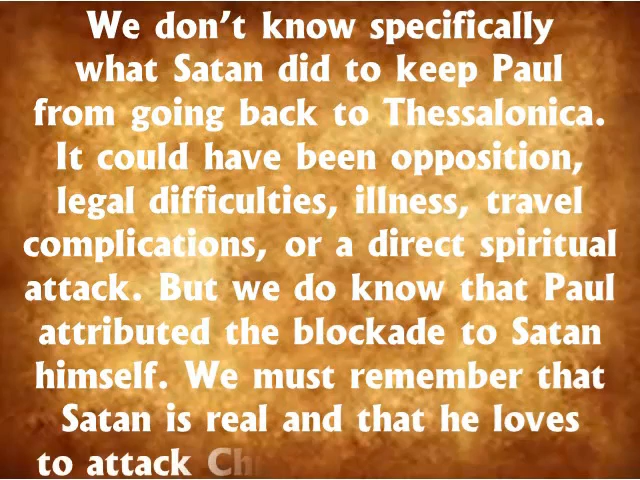 We don't know specifically
what Satan did to keep Paul
from going back to Thessalonica.
It could have been opposition,
legal difficulties, illness, travel
complications, or a direct spiritual
attack. But we do know that Paul
attributed the blockade to Satan
himself. We must remember that
Satan is real and that he loves
to attack